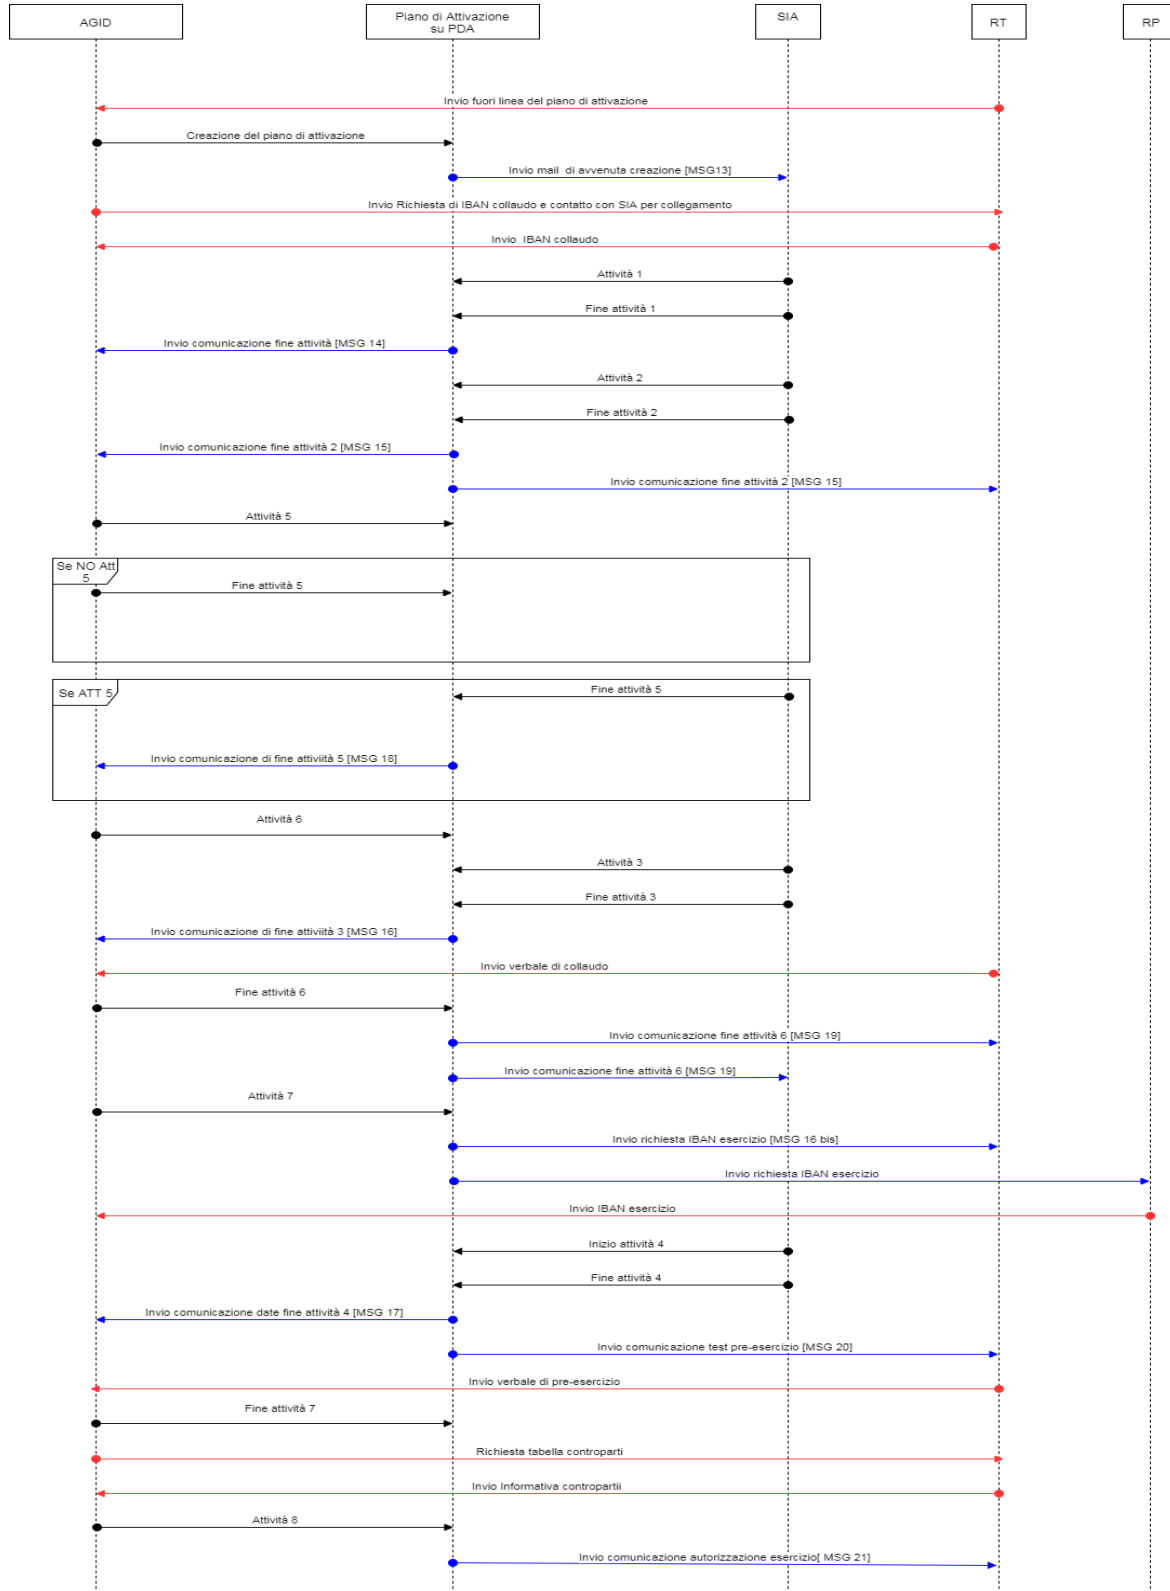 AGID
Piano di Attivazione
su PDA
SIA
RT
RP
Invio fuori linea del piano di attivazione
Creazione del piano di attivazione
Invio mail di avvenuta creazione [MSG13]
Invio Richiesta di IBAN collaudo e contatto con SIA per collegamento
Invio IBAN collaudo
Attività 1
Fine attività 1
Invio comunicazione fine attività [MSG 14]
Attività 2
Fine attività 2
Invio comunicazione fine attività 2 [MSG 15]
Invio comunicazione fine attività 2 [MSG 15]
Attività 5
Se NO Att
5
Fine attività 5
Se ATT 5
Fine attività 5
Invio comunicazione di fine attiviità 5 [MSG 18]
Attività 6
Attività 3
Fine attività 3
Invio comunicazione di fine attiviità 3 [MSG 16]
Invio verbale di collaudo
Fine attività 6
Invio comunicazione fine attività 6 [MSG 19]
Invio comunicazione fine attività 6 [MSG 19]
Attività 7
Invio richiesta IBAN esercizio [MSG 16 bis]
Invio richiesta IBAN esercizio
Invio IBAN esercizio
Inizio attività 4
Fine attività 4
Invio comunicazione date fine attività 4 [MSG 17]
Invio comunicazione test pre-esercizio [MSG 20]
Invio verbale di pre-esercizio
Fine attività 7
Richiesta tabella controparti
Invio Informativa contropartii
Attività 8
Invio comunicazione autorizzazione esercizio[ MSG 21]